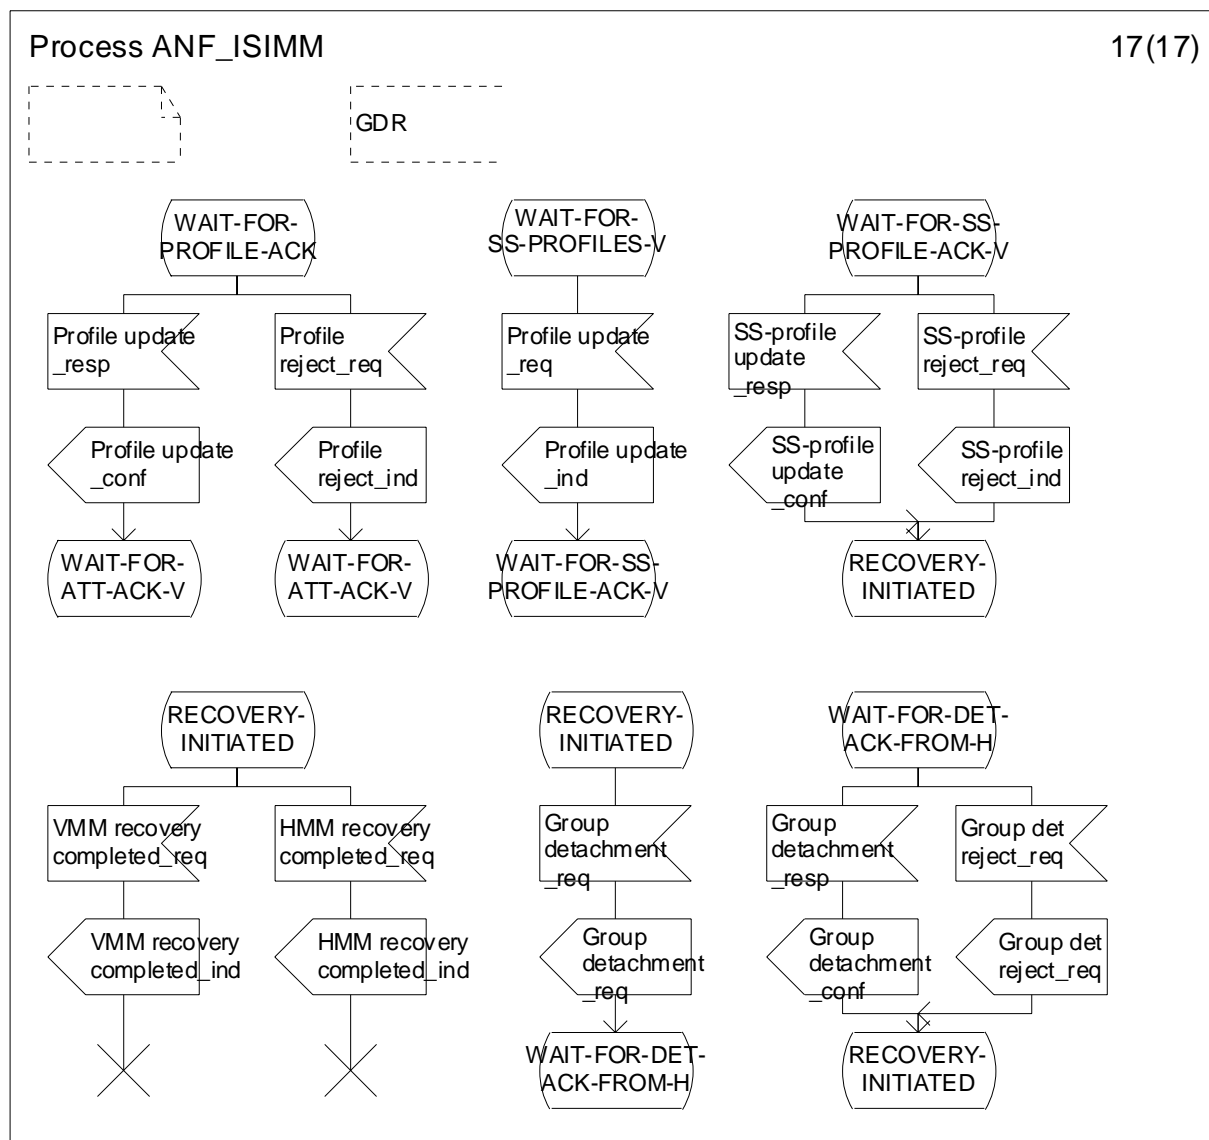 Process ANF_ISIMM
17(17)
GDR
WAIT-FOR-
PROFILE-ACK
WAIT-FOR-
SS-PROFILES-V
WAIT-FOR-SS-
PROFILE-ACK-V
Profile update
_resp
Profile
reject_req
Profile update
_req
SS-profile
update
_resp
SS-profile
reject_req
Profile update
_conf
Profile
reject_ind
Profile update
_ind
SS-profile
update
_conf
SS-profile
reject_ind
WAIT-FOR-
ATT-ACK-V
WAIT-FOR-
ATT-ACK-V
WAIT-FOR-SS-
PROFILE-ACK-V
RECOVERY-
INITIATED
RECOVERY-
INITIATED
RECOVERY-
INITIATED
WAIT-FOR-DET-
ACK-FROM-H
VMM recovery
completed_req
HMM recovery
completed_req
Group
detachment
_req
Group
detachment
_resp
Group det
reject_req
VMM recovery
completed_ind
HMM recovery
completed_ind
Group
detachment
_req
Group
detachment
_conf
Group det
reject_req
WAIT-FOR-DET-
ACK-FROM-H
RECOVERY-
INITIATED